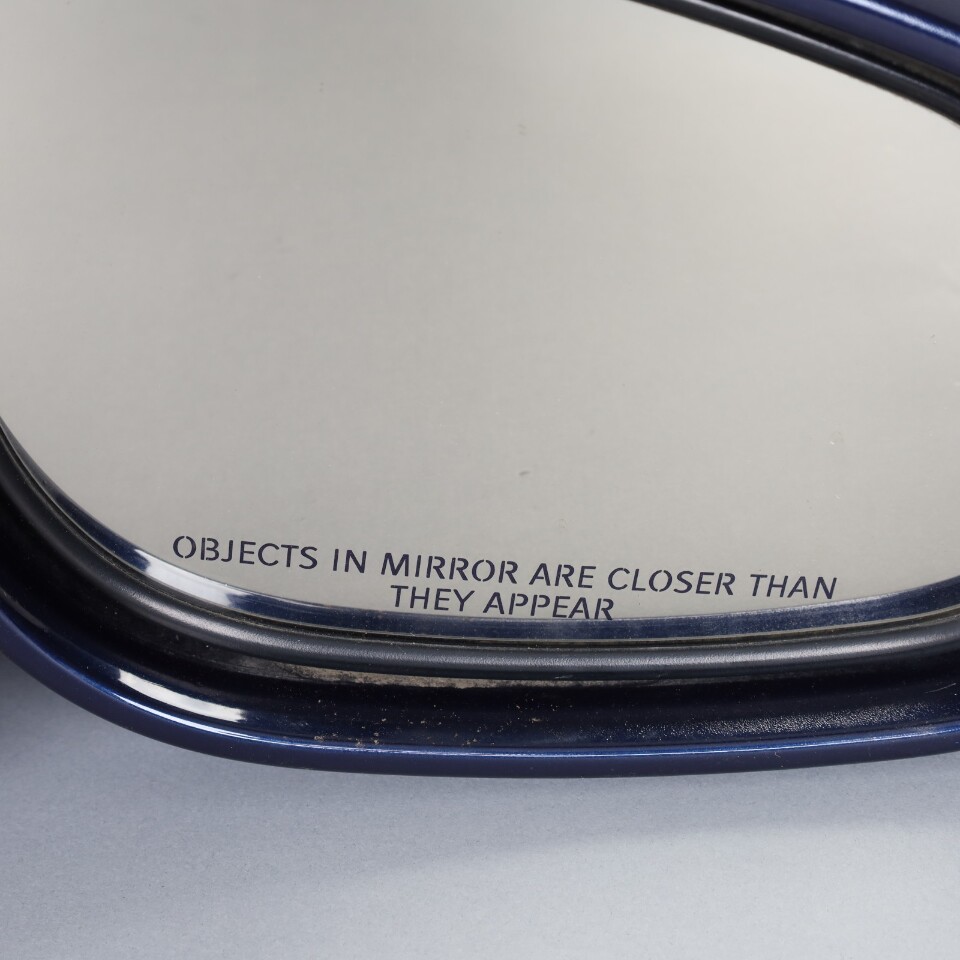 OBJECTS IN MIRROR ARE CLOSER THAN
THEY APPEAR